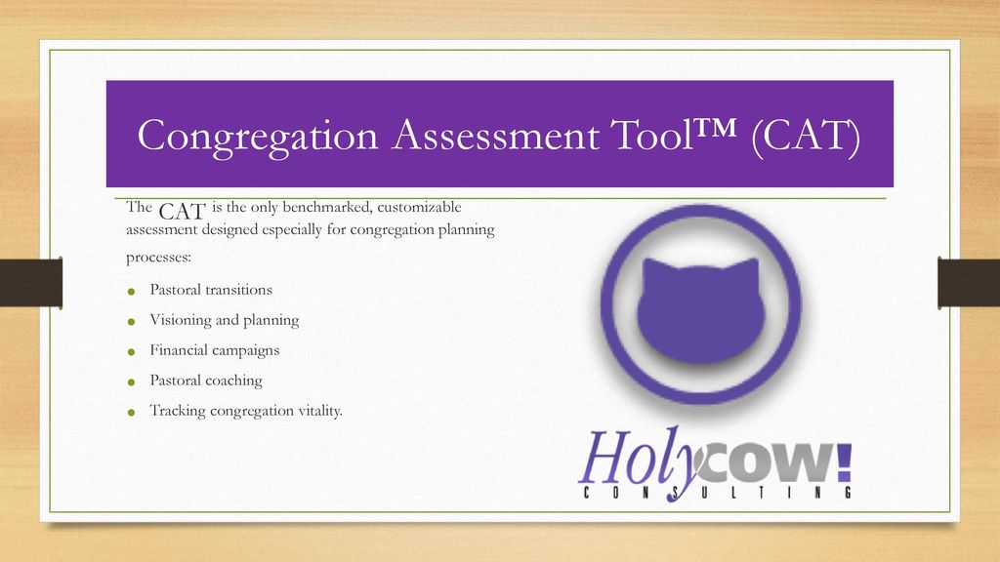 Congregation Assessment Tool™ (CAT)
The CAT is the only benchmarked, customizable
assessment designed especially for congregation planning
processes:
• Pastoral transitions
• Visioning and planning
• Financial campaigns
• Pastoral coaching
• Tracking congregation vitality.
Holycow!
CONSULTING